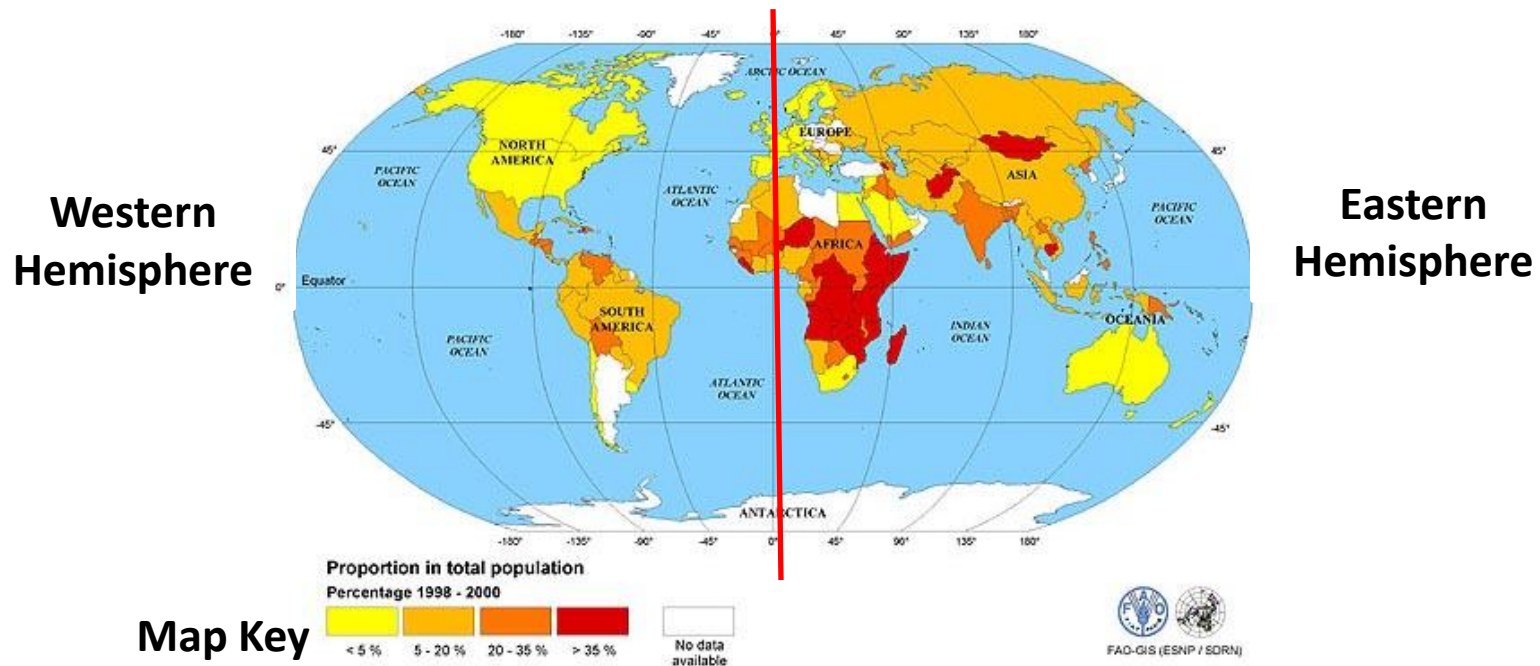 -180° -135° -90° -45° 0° 45° 90° 135° 180°
ARCTIC OCEAN
EUROPE
NORTH
AMERICA
45° 45°
ASIA
PACIFIC
OCEAN
ATLANTIC
OCEAN
PACIFIC
OCEAN
Western
Hemisphere
Eastern
Hemisphere
AFRICA
0° Equator 0°
SOUTH
AMERICA
OCEANIA
INDIAN
OCEAN
PACIFIC
OCEAN
ATLANTIC
OCEAN
-45° -45°
ANTARCTICA
-180° -135° -90° -45° 0° 45° 90° 135° 180°
Proportion in total population
Percentage 1998 - 2000
Map Key
< 5 % 5 - 20 % 20 - 35 % > 35 %
No data
available
FAO-GIS (ESNP / SDRN)